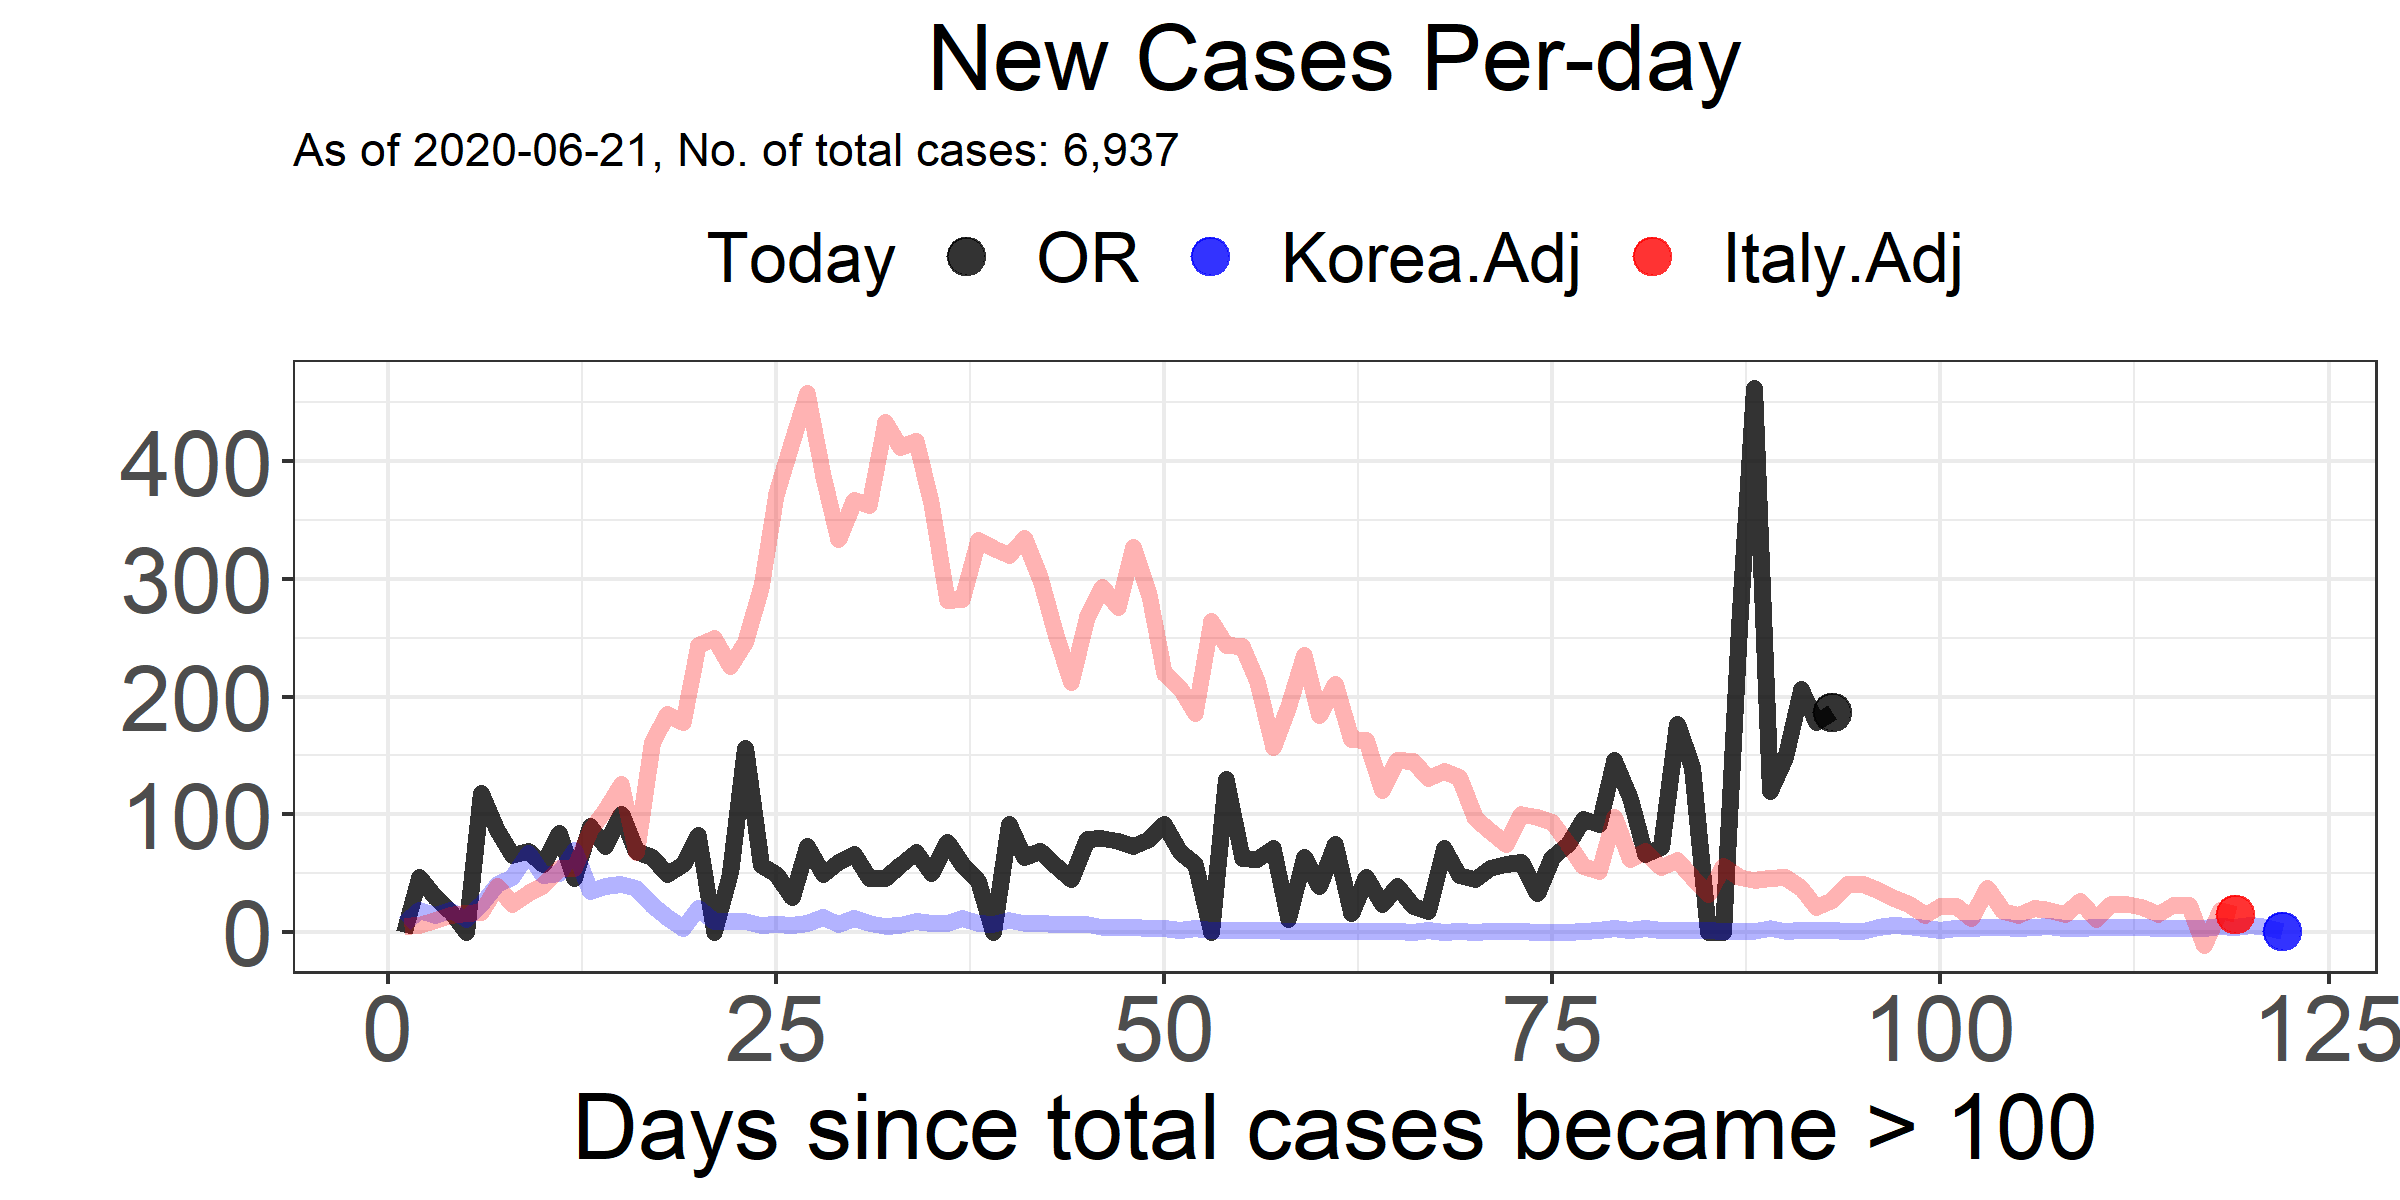 New Cases Per-day
As of 2020-06-21, No. of total cases: 6,937
Today OR Korea.Adj Italy.Adj
400
300
200
100
0
0 25 50 75 100 125
Days since total cases became > 100